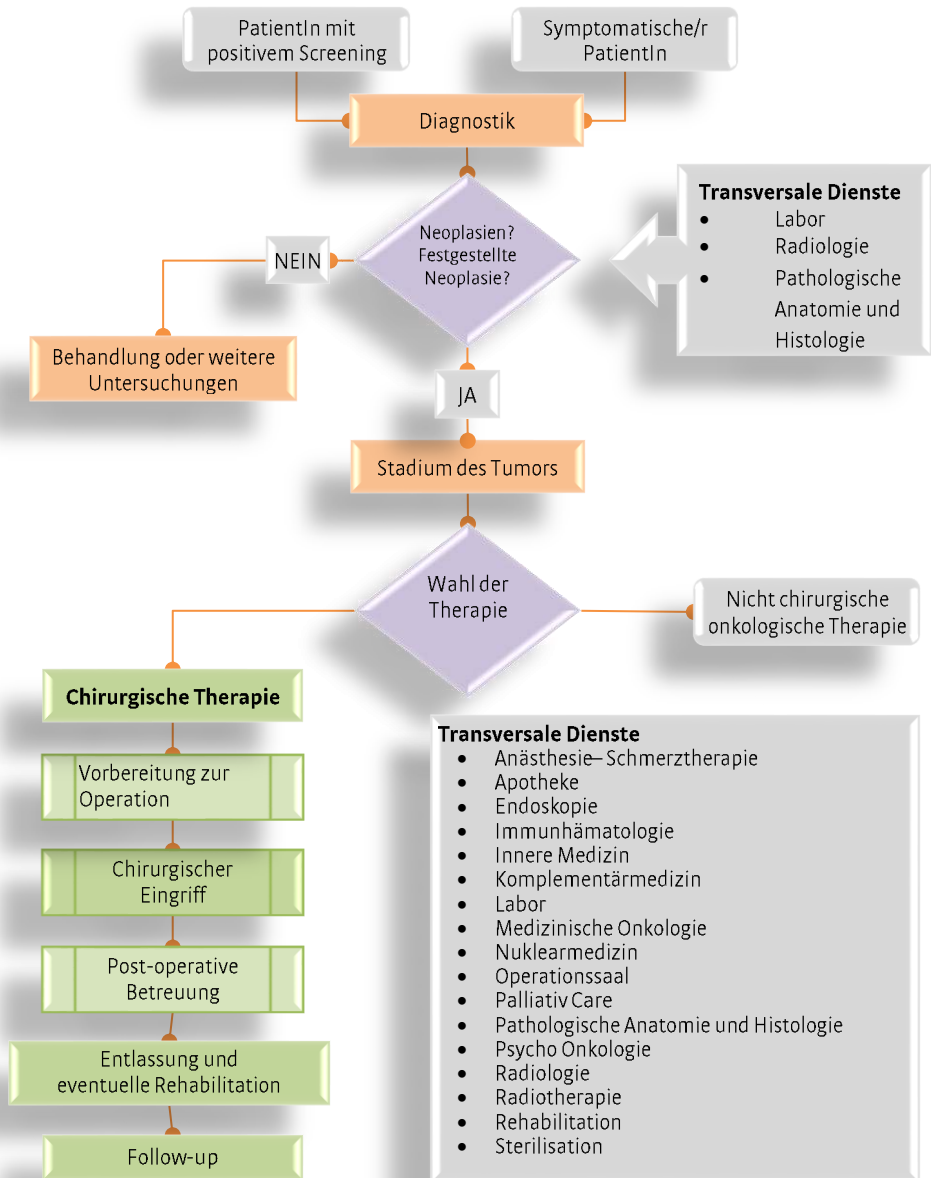 PatientIn mit
positivem Screening
Symptomatische/r
PatientIn
Diagnostik
Transversale Dienste
• Labor
• Radiologie
• Pathologische
Anatomie und
Histologie
Neoplasien?
Festgestellte
Neoplasie?
NEIN
Behandlung oder weitere
Untersuchungen
JA
Stadium des Tumors
Wahl der
Therapie
Nicht chirurgische
onkologische Therapie
Chirurgische Therapie
Vorbereitung zur
Operation
Chirurgischer
Eingriff
Post-operative
Betreuung
Entlassung und
eventuelle Rehabilitation
Follow-up
Transversale Dienste
• Anästhesie– Schmerztherapie
• Apotheke
• Endoskopie
• Immunhämatologie
• Innere Medizin
• Komplementärmedizin
• Labor
• Medizinische Onkologie
• Nuklearmedizin
• Operationssaal
• Palliativ Care
• Pathologische Anatomie und Histologie
• Psycho Onkologie
• Radiologie
• Radiotherapie
• Rehabilitation
• Sterilisation